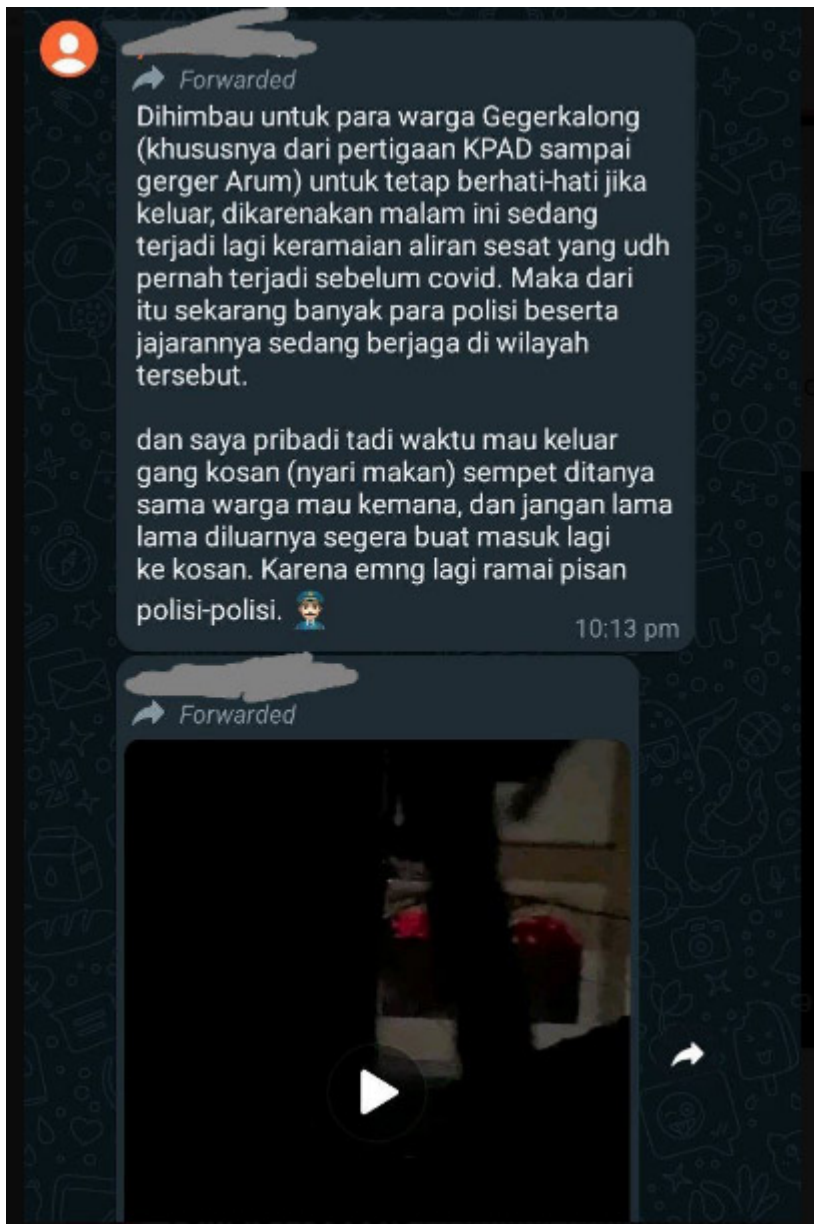 Forwarded
Dihimbau untuk para warga Gegerkalong
(khususnya dari pertigaan KPAD sampai
gerger Arum) untuk tetap berhati-hati jika
keluar, dikarenakan malam ini sedang
terjadi lagi keramaian aliran sesat yang udh
pernah terjadi sebelum covid. Maka dari
itu sekarang banyak para polisi beserta
jajarannya sedang berjaga di wilayah
tersebut.
dan saya pribadi tadi waktu mau keluar
gang kosan (nyari makan) sempet ditanya
sama warga mau kemana, dan jangan lama
lama diluarnya segera buat masuk lagi
ke kosan. Karena emng lagi ramai pisan
polisi-polisi. 👮
10:13 pm
Forwarded